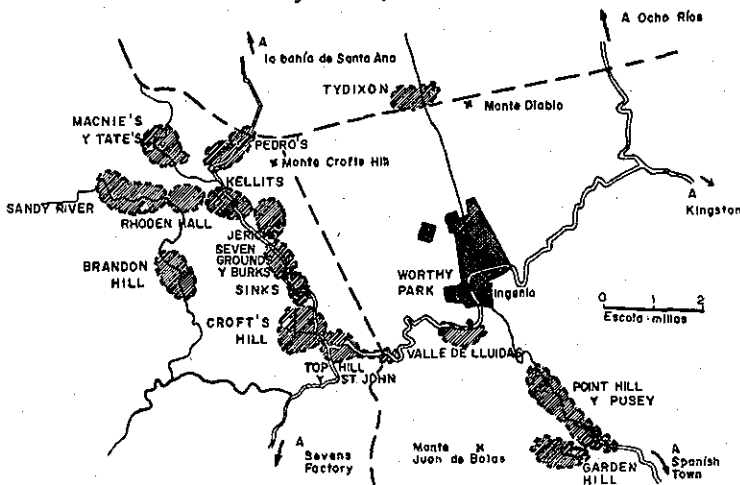 A Ocho Ríos
A
la bahía de Santa Ana
TYDIXON
Monte Diablo
MACNIE'S
Y TATE'S
PEDRO'S
Monte Crofts Hill
KELLITS
A
Kingston
SANDY RIVER
RHODEN HALL
JERICHO
SEVEN
GROUNDS
Y BURKS
BRANDON
HILL
SINKS
WORTHY
PARK
Ingenio
0 1 2
Escala-millas
CROFT'S
HILL
VALLE DE LLUIDAS
TOP HILL
Y ST. JOHN
POINT HILL
Y PUSEY
A
Sevens
Factory
Monte
Juan de Bolas
GARDEN
HILL
A
Spanish
Town